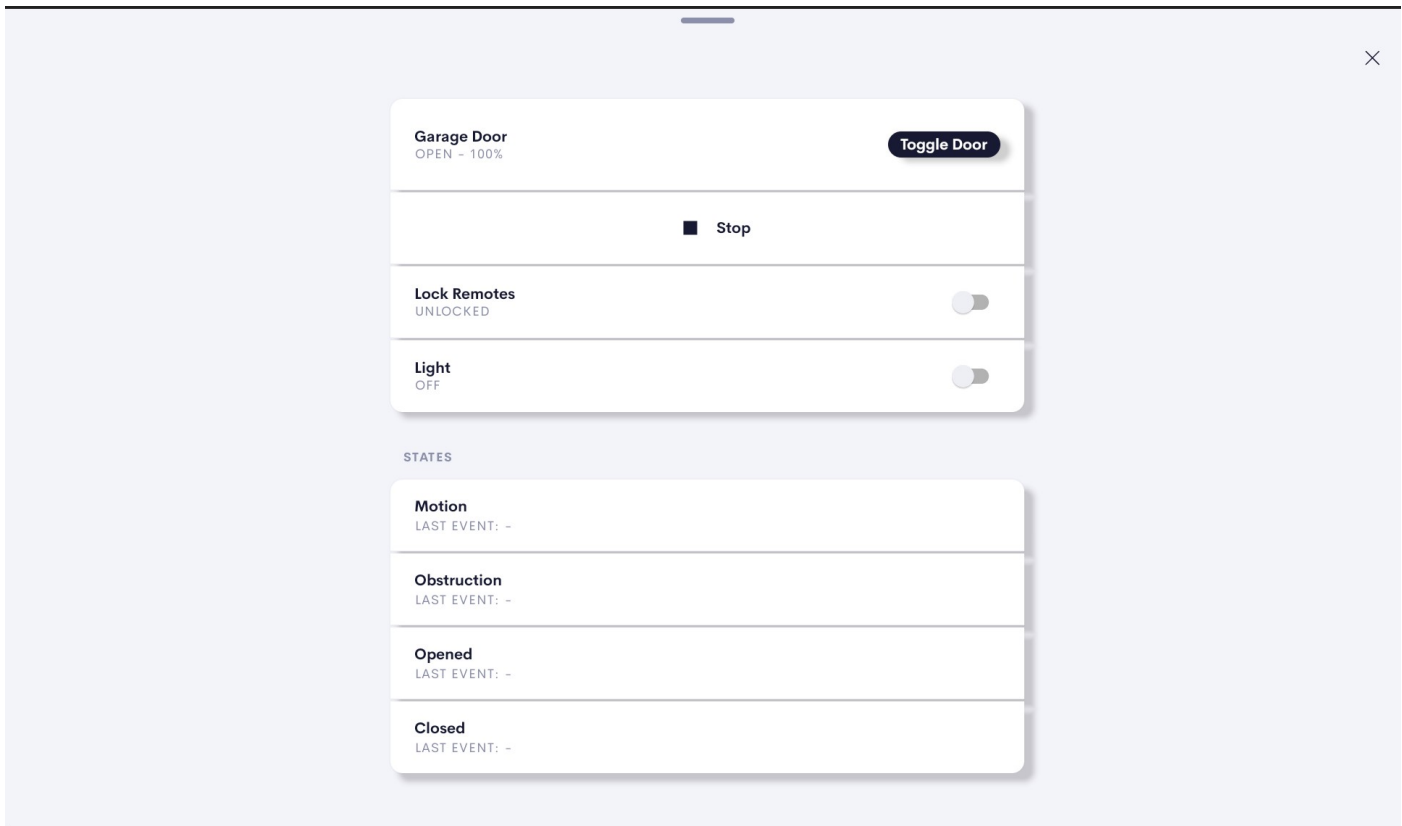 Garage Door
OPEN - 100%
Toggle Door
Stop
Lock Remotes
UNLOCKED
Light
OFF
STATES
Motion
LAST EVENT: -
Obstruction
LAST EVENT: -
Opened
LAST EVENT: -
Closed
LAST EVENT: -